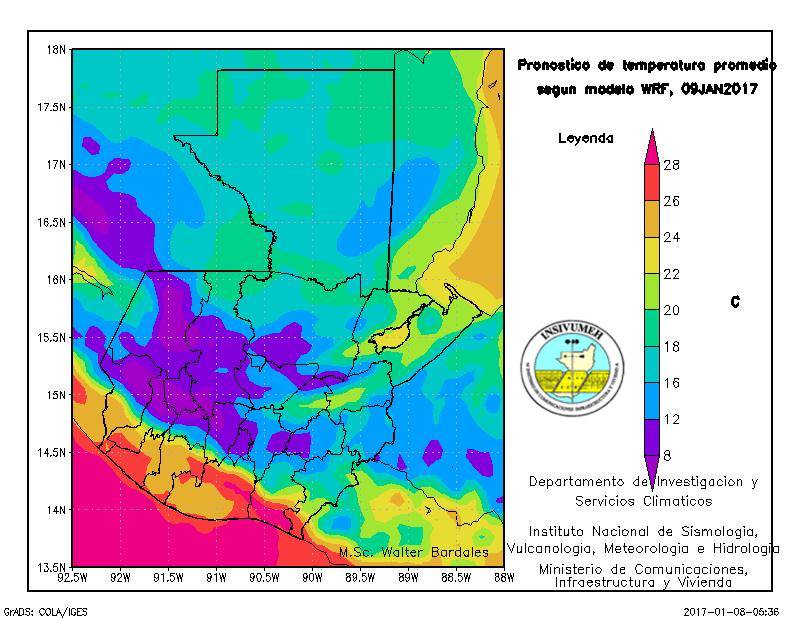 Pronostico de temperatura promedio
segun modelo WRF, 09JAN2017
Leyenda
28
26
24
22
20
18
16
12
8
C
18N
17.5N
17N
16.5N
16N
15.5N
15N
14.5N
14N
13.5N
92.5W 92W 91.5W 91W 90.5W 90W 89.5W 89W 88.5W 88W
M.Sc. Walter Bardales
INSIVUMEH
Departamento de Investigacion y
Servicios Climaticos
Instituto Nacional de Sismologia,
Vulcanologia, Meteorologia e Hidrologia
Ministerio de Comunicaciones,
Infraestructura y Vivienda
GrADS: COLA/IGES
2017-01-08-05:36